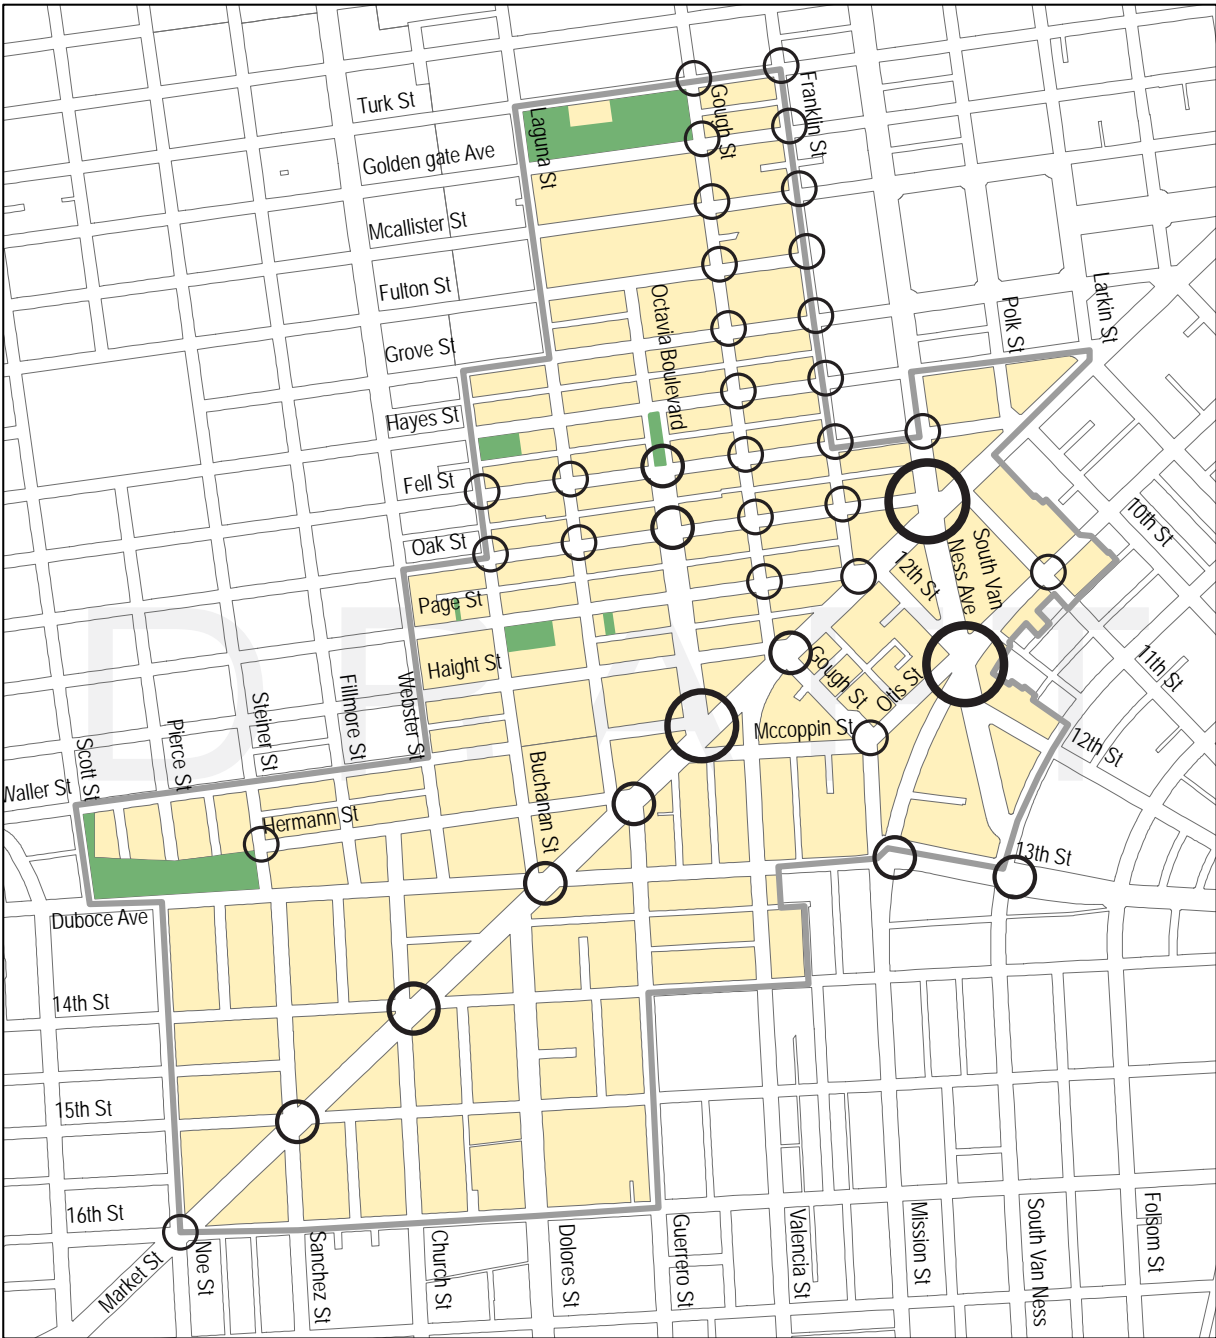 Turk St
Golden gate Ave
Mcallister St
Fulton St
Grove St
Hayes St
Fell St
Oak St
Page St
Haight St
Laguna St
Gough St
Franklin St
Octavia Boulevard
Polk St
Larkin St
10th St
11th St
12th St
12th St
South Van
Ness Ave
Gough St
Otis St
Mccoppin St
13th St
DRAFT
Webster St
Fillmore St
Steiner St
Pierce St
Scott St
Waller St
Hermann St
Buchanan St
Duboce Ave
14th St
15th St
16th St
Market St
Noe St
Sanchez St
Church St
Dolores St
Guerrero St
Valencia St
Mission St
South Van Ness
Folsom St